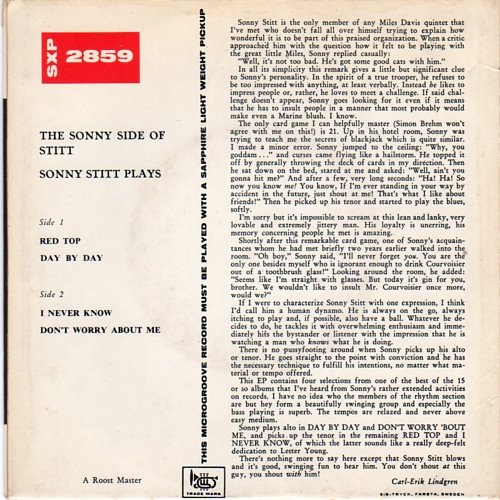 SXP 2859
THE SONNY SIDE OF
STITT
SONNY STITT PLAYS
Side 1
RED TOP
DAY BY DAY
Side 2
I NEVER KNOW
DON'T WORRY ABOUT ME
A Roost Master
THIS MICROGROOVE RECORD MUST BE PLAYED WITH A SAPPHIRE LIGHT WEIGHT PICKUP
TRADE MARK
Sonny Stitt is the only member of any Miles Davis quintet that
I've met who doesn't fall all over himself trying to explain how
wonderful it is to be part of this praised organization. When a critic
approached him with the question how it felt to be playing with
the great little Miles, Sonny replied casually:
"Well, it's not too bad. He's got some good cats with him."
In all its simplicity this remark gives a little but significant clue
to Sonny's personality. In the spirit of a true trooper, he refuses to
be too impressed with anything, at least verbally. Instead he likes to
impress people or, rather, he loves to meet a challenge. If said chal-
lenge doesn't appear, Sonny goes looking for it even if it means
that he has to insult people in a manner that most probably would
make even a Marine blush. I know.
The only card game I can helpfully master (Simon Brehm won't
agree with me on this!) is 21. Up in his hotel room, Sonny was
trying to teach me the secrets of blackjack which is quite similar.
I made a minor error. Sonny jumped to the ceiling: "Why, you
goddam . . ." and curses came flying like a hailstorm. He topped it
off by generally throwing the deck of cards in my direction. Then
he sat down on the bed, stared at me and asked: "Well, ain't you
gonna hit me?" And after a few, very long seconds: "Ha! Ha! So
now you know me! You know, If I'm ever standing in your way by
accident in the future, just shout at me! That's what I like about
friends!" Then he picked up his tenor and started to play the blues,
softly.
I'm sorry but it's impossible to scream at this lean and lanky, very
lovable and extremely jittery man. His loyalty is unerring, his
memory concerning people he met is amazing.
Shortly after this remarkable card game, one of Sonny's acquain-
tances whom he had met briefly two years earlier walked into the
room. "Oh boy," Sonny said, "I'll never forget you. You are the
only one besides myself who is ignorant enough to drink Courvoisier
out of a toothbrush glass!" Looking around the room, he added:
"Seems like I'm straight with glasses. But today it's gin for you,
brother. We wouldn't like to insult Mr. Courvoisier once more,
would we?"
If I were to characterize Sonny Stitt with one expression, I think
I'd call him a human dynamo. He is always on the go, always
itching to play and, if possible, also have a ball. Whatever he de-
cides to do, he tackles it with overwhelming enthusiasm and imme-
diately hits the bystander or listener with the impression that he is
watching a man who knows what he is doing.
There is no pussyfooting around when Sonny picks up his alto
or tenor. He goes straight to the point with conviction and he has
the necessary technique to fulfill his intentions, no matter what ma-
terial or tempo offered.
This EP contains four selections from one of the best of the 15
or so albums that I've heard from Sonny's rather extended activities
on records. I have no idea who the members of the rhythm section
are but hey form a beautifully swinging group and especially the
bass playing is superb. The tempos are relaxed and never above
easy medium.
Sonny plays alto in DAY BY DAY and DON'T WORRY 'BOUT
ME, and picks up the tenor in the remaining RED TOP and I
NEVER KNOW, of which the latter sounds like a really deep-felt
dedication to Lester Young.
There's nothing more to say here except that Sonny Stitt blows
and it's good, swinging fun to hear him. You don't shout at this
guy, you shout with him!
Carl-Erik Lindgren
SIB-TRYCK, FARSTA, SWEDEN